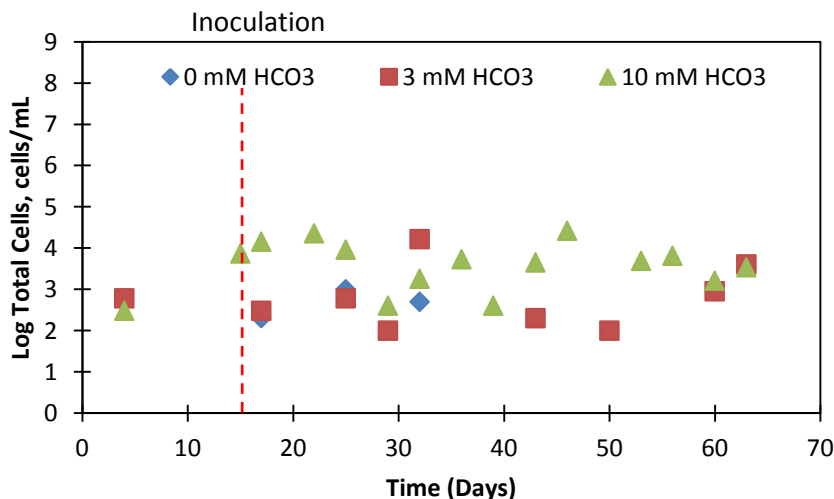 Inoculation
0 mM HCO3 3 mM HCO3 10 mM HCO3
Log Total Cells, cells/mL
9
8
7
6
5
4
3
2
1
0
0 10 20 30 40 50 60 70
Time (Days)